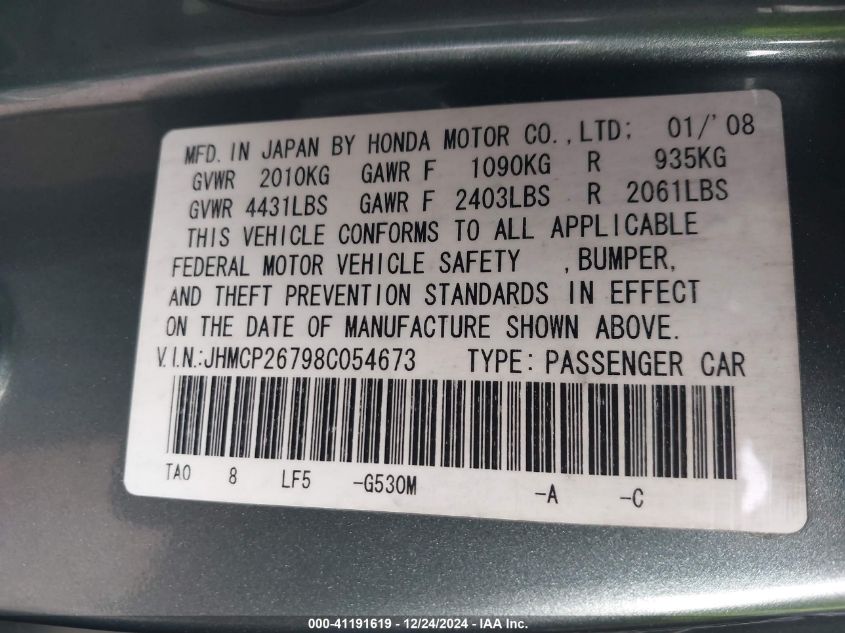 MFD. IN JAPAN BY HONDA MOTOR CO.,LTD: 01/'08
GVWR 2010KG GAWR F 1090KG R 935KG
GVWR 4431LBS GAWR F 2403LBS R 2061LBS
THIS VEHICLE CONFORMS TO ALL APPLICABLE
FEDERAL MOTOR VEHICLE SAFETY , BUMPER,
AND THEFT PREVENTION STANDARDS IN EFFECT
ON THE DATE OF MANUFACTURE SHOWN ABOVE.
V.I.N.:JHMCP26798C054673 TYPE: PASSENGER CAR
TA0 8 LF5 -G530M -A -C
000-41191619 | 12/24/2024 - IAA Inc.